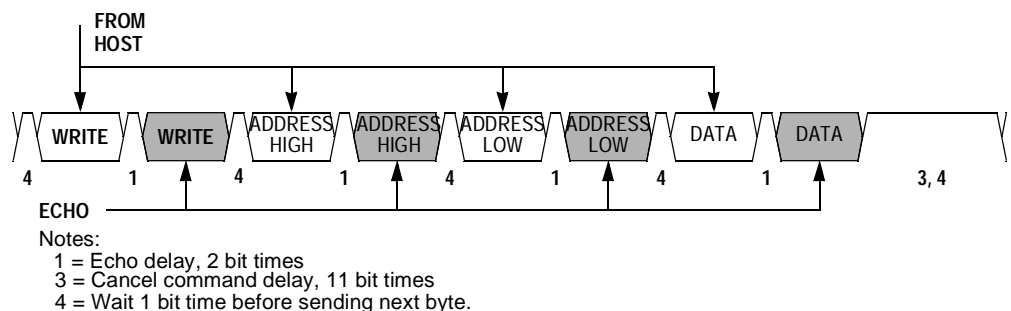 FROM
HOST
WRITE WRITE ADDRESS HIGH ADDRESS HIGH ADDRESS LOW ADDRESS LOW DATA DATA
4 1 4 1 4 1 4 1 3, 4
ECHO
Notes:
1 = Echo delay, 2 bit times
3 = Cancel command delay, 11 bit times
4 = Wait 1 bit time before sending next byte.